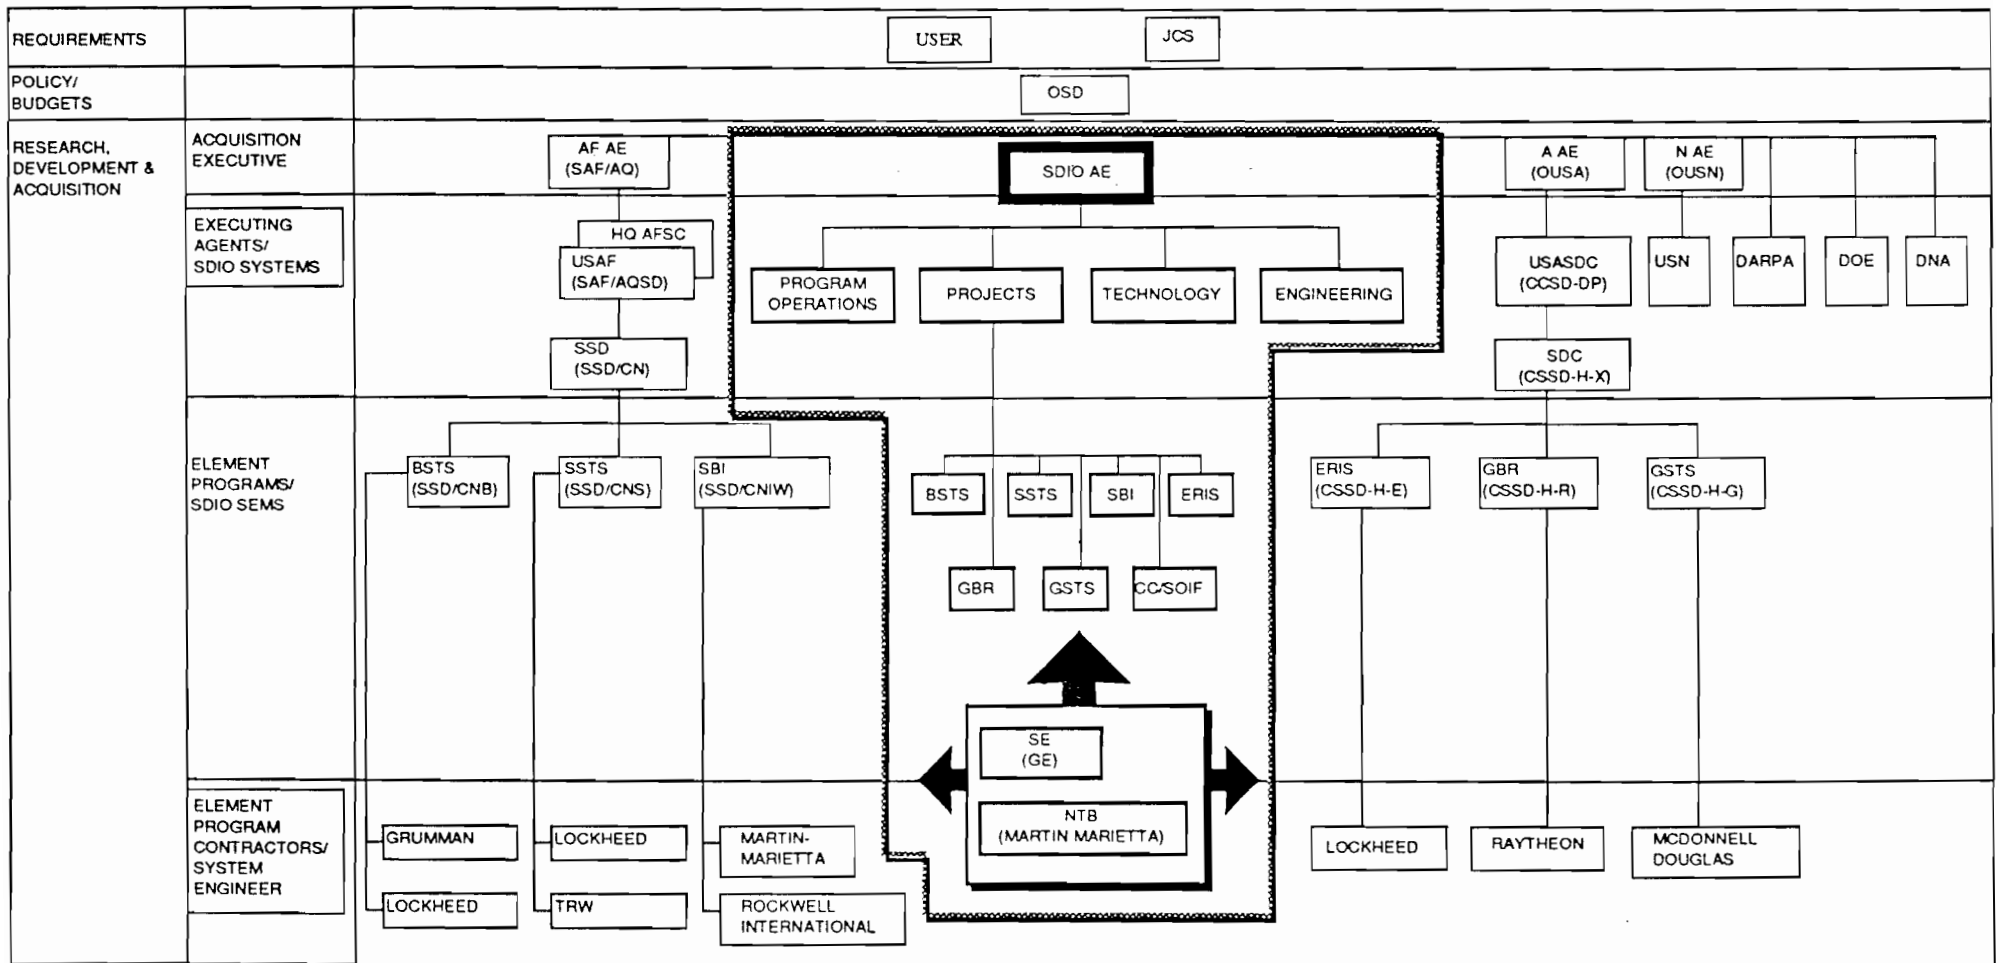 REQUIREMENTS
USER
JCS
POLICY/
BUDGETS
OSD
RESEARCH,
DEVELOPMENT &
ACQUISITION
ACQUISITION
EXECUTIVE
AF AE
(SAF/AQ)
SDIO AE
A AE
(OUSA)
N AE
(OUSN)
EXECUTING
AGENTS/
SDIO SYSTEMS
HQ AFSC
USAF
(SAF/AQSD)
SSD
(SSD/CN)
PROGRAM
OPERATIONS
PROJECTS
TECHNOLOGY
ENGINEERING
USASDC
(CCSD-DP)
USN
DARPA
DOE
DNA
SDC
(CSSD-H-X)
ELEMENT
PROGRAMS/
SDIO SEMS
BSTS
(SSD/CNB)
SSTS
(SSD/CNS)
SBI
(SSD/CNIW)
BSTS
SSTS
SBI
ERIS
GBR
GSTS
CC/SOIF
ERIS
(CSSD-H-E)
GBR
(CSSD-H-R)
GSTS
(CSSD-H-G)
SE
(GE)
NTB
(MARTIN MARIETTA)
ELEMENT
PROGRAM
CONTRACTORS/
SYSTEM
ENGINEER
GRUMMAN
LOCKHEED
LOCKHEED
TRW
MARTIN-
MARIETTA
ROCKWELL
INTERNATIONAL
LOCKHEED
RAYTHEON
MCDONNELL
DOUGLAS